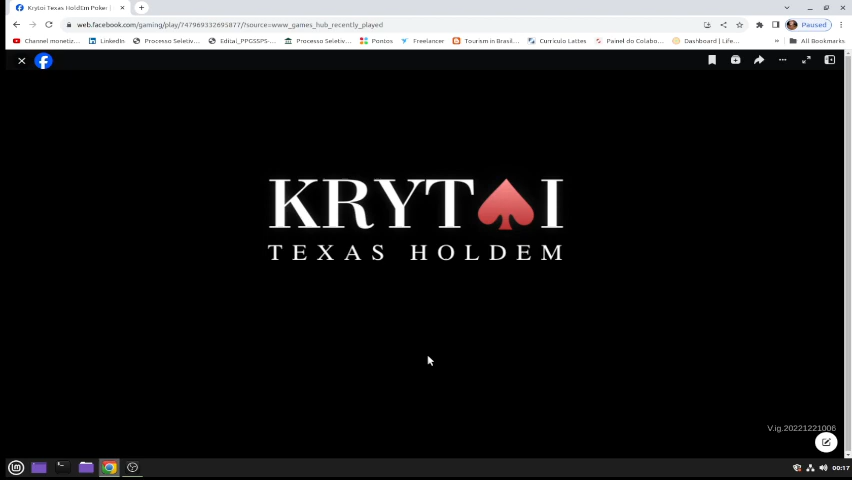 Krytoi Texas HoldEm Poker |
web.facebook.com/gaming/play/747969332695877/?source=www_games_hub_recently_played
Paused
Channel monetiz...
LinkedIn
Processo Seletiv...
Edital_PPGSSPS-...
Processo Seletiv...
Pontos
Freelancer
Tourism in Brasil...
Currículo Lattes
Painel do Colabo...
Dashboard | Life...
»
All Bookmarks
KRYT♠I
TEXAS HOLDEM
V.ig.20221221006
00:17